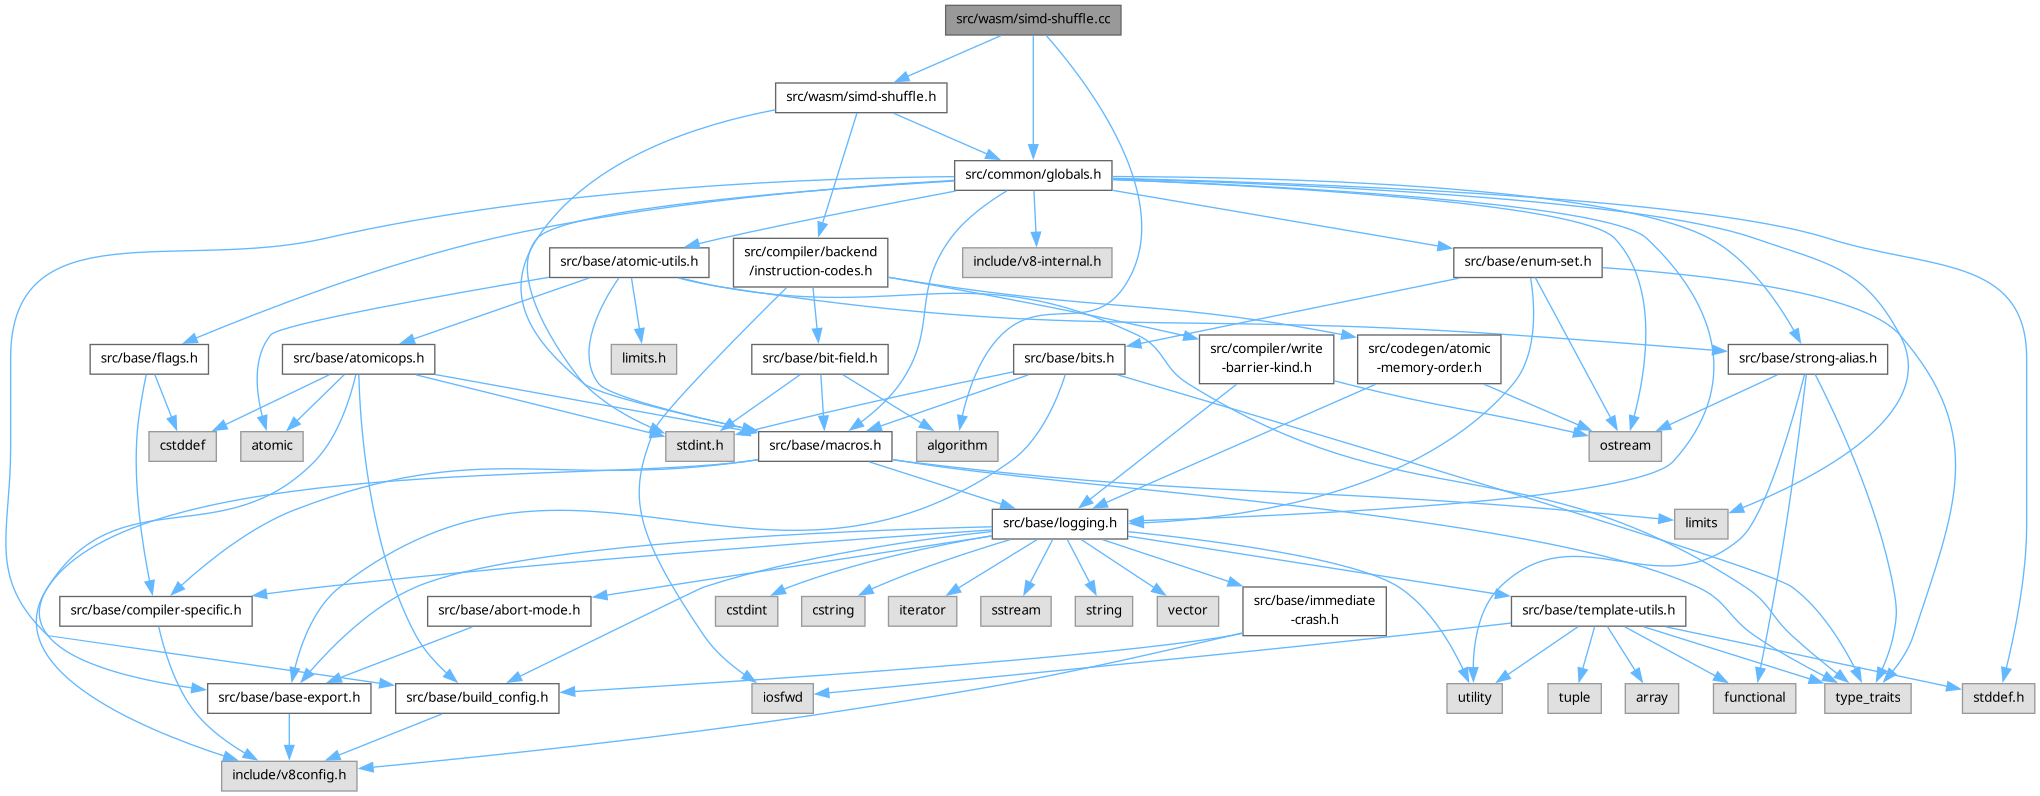 src/wasm/simd-shuffle.cc
src/wasm/simd-shuffle.h
src/common/globals.h
src/base/atomic-utils.h
src/compiler/backend
/instruction-codes.h
include/v8-internal.h
src/base/enum-set.h
src/base/flags.h
src/base/atomicops.h
limits.h
src/base/bit-field.h
src/base/bits.h
src/compiler/write
-barrier-kind.h
src/codegen/atomic
-memory-order.h
src/base/strong-alias.h
cstddef
atomic
stdint.h
src/base/macros.h
algorithm
ostream
src/base/logging.h
limits
src/base/compiler-specific.h
src/base/abort-mode.h
cstdint
cstring
iterator
sstream
string
vector
src/base/immediate
-crash.h
src/base/template-utils.h
src/base/base-export.h
src/base/build_config.h
iosfwd
utility
tuple
array
functional
type_traits
stddef.h
include/v8config.h